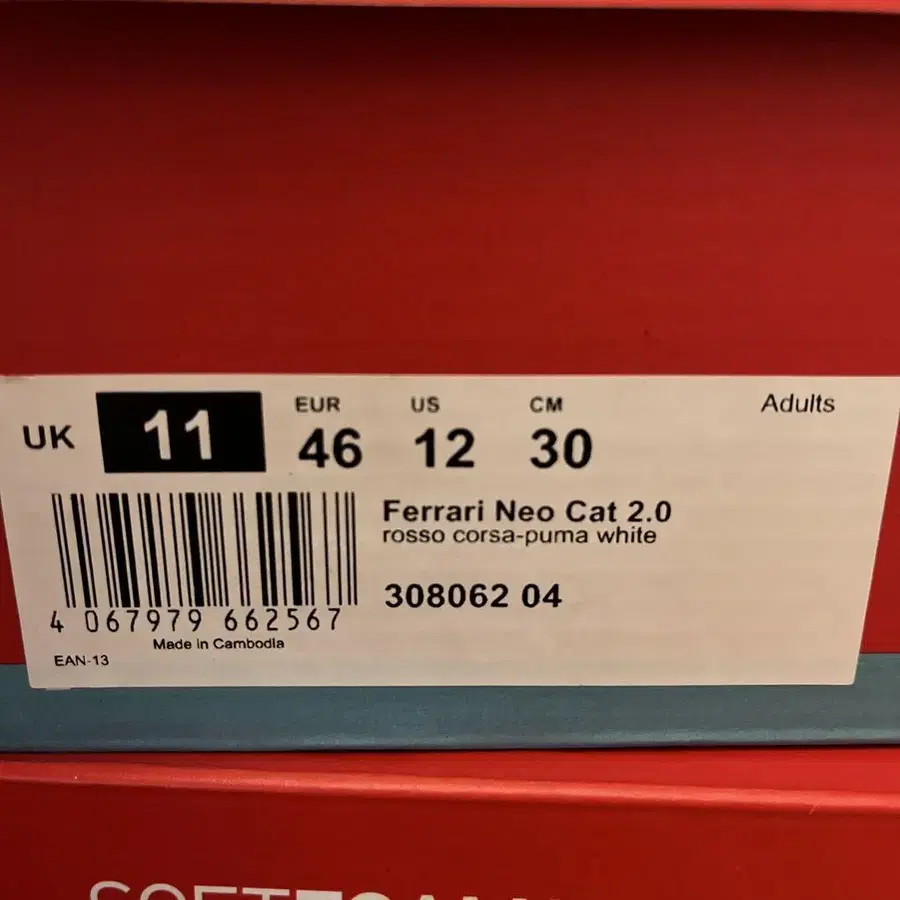 UK 11 EUR 46 US 12 CM 30 Adults
Ferrari Neo Cat 2.0
rosso corsa-puma white
308062 04
4 067979 662567
Made in Cambodia
EAN-13